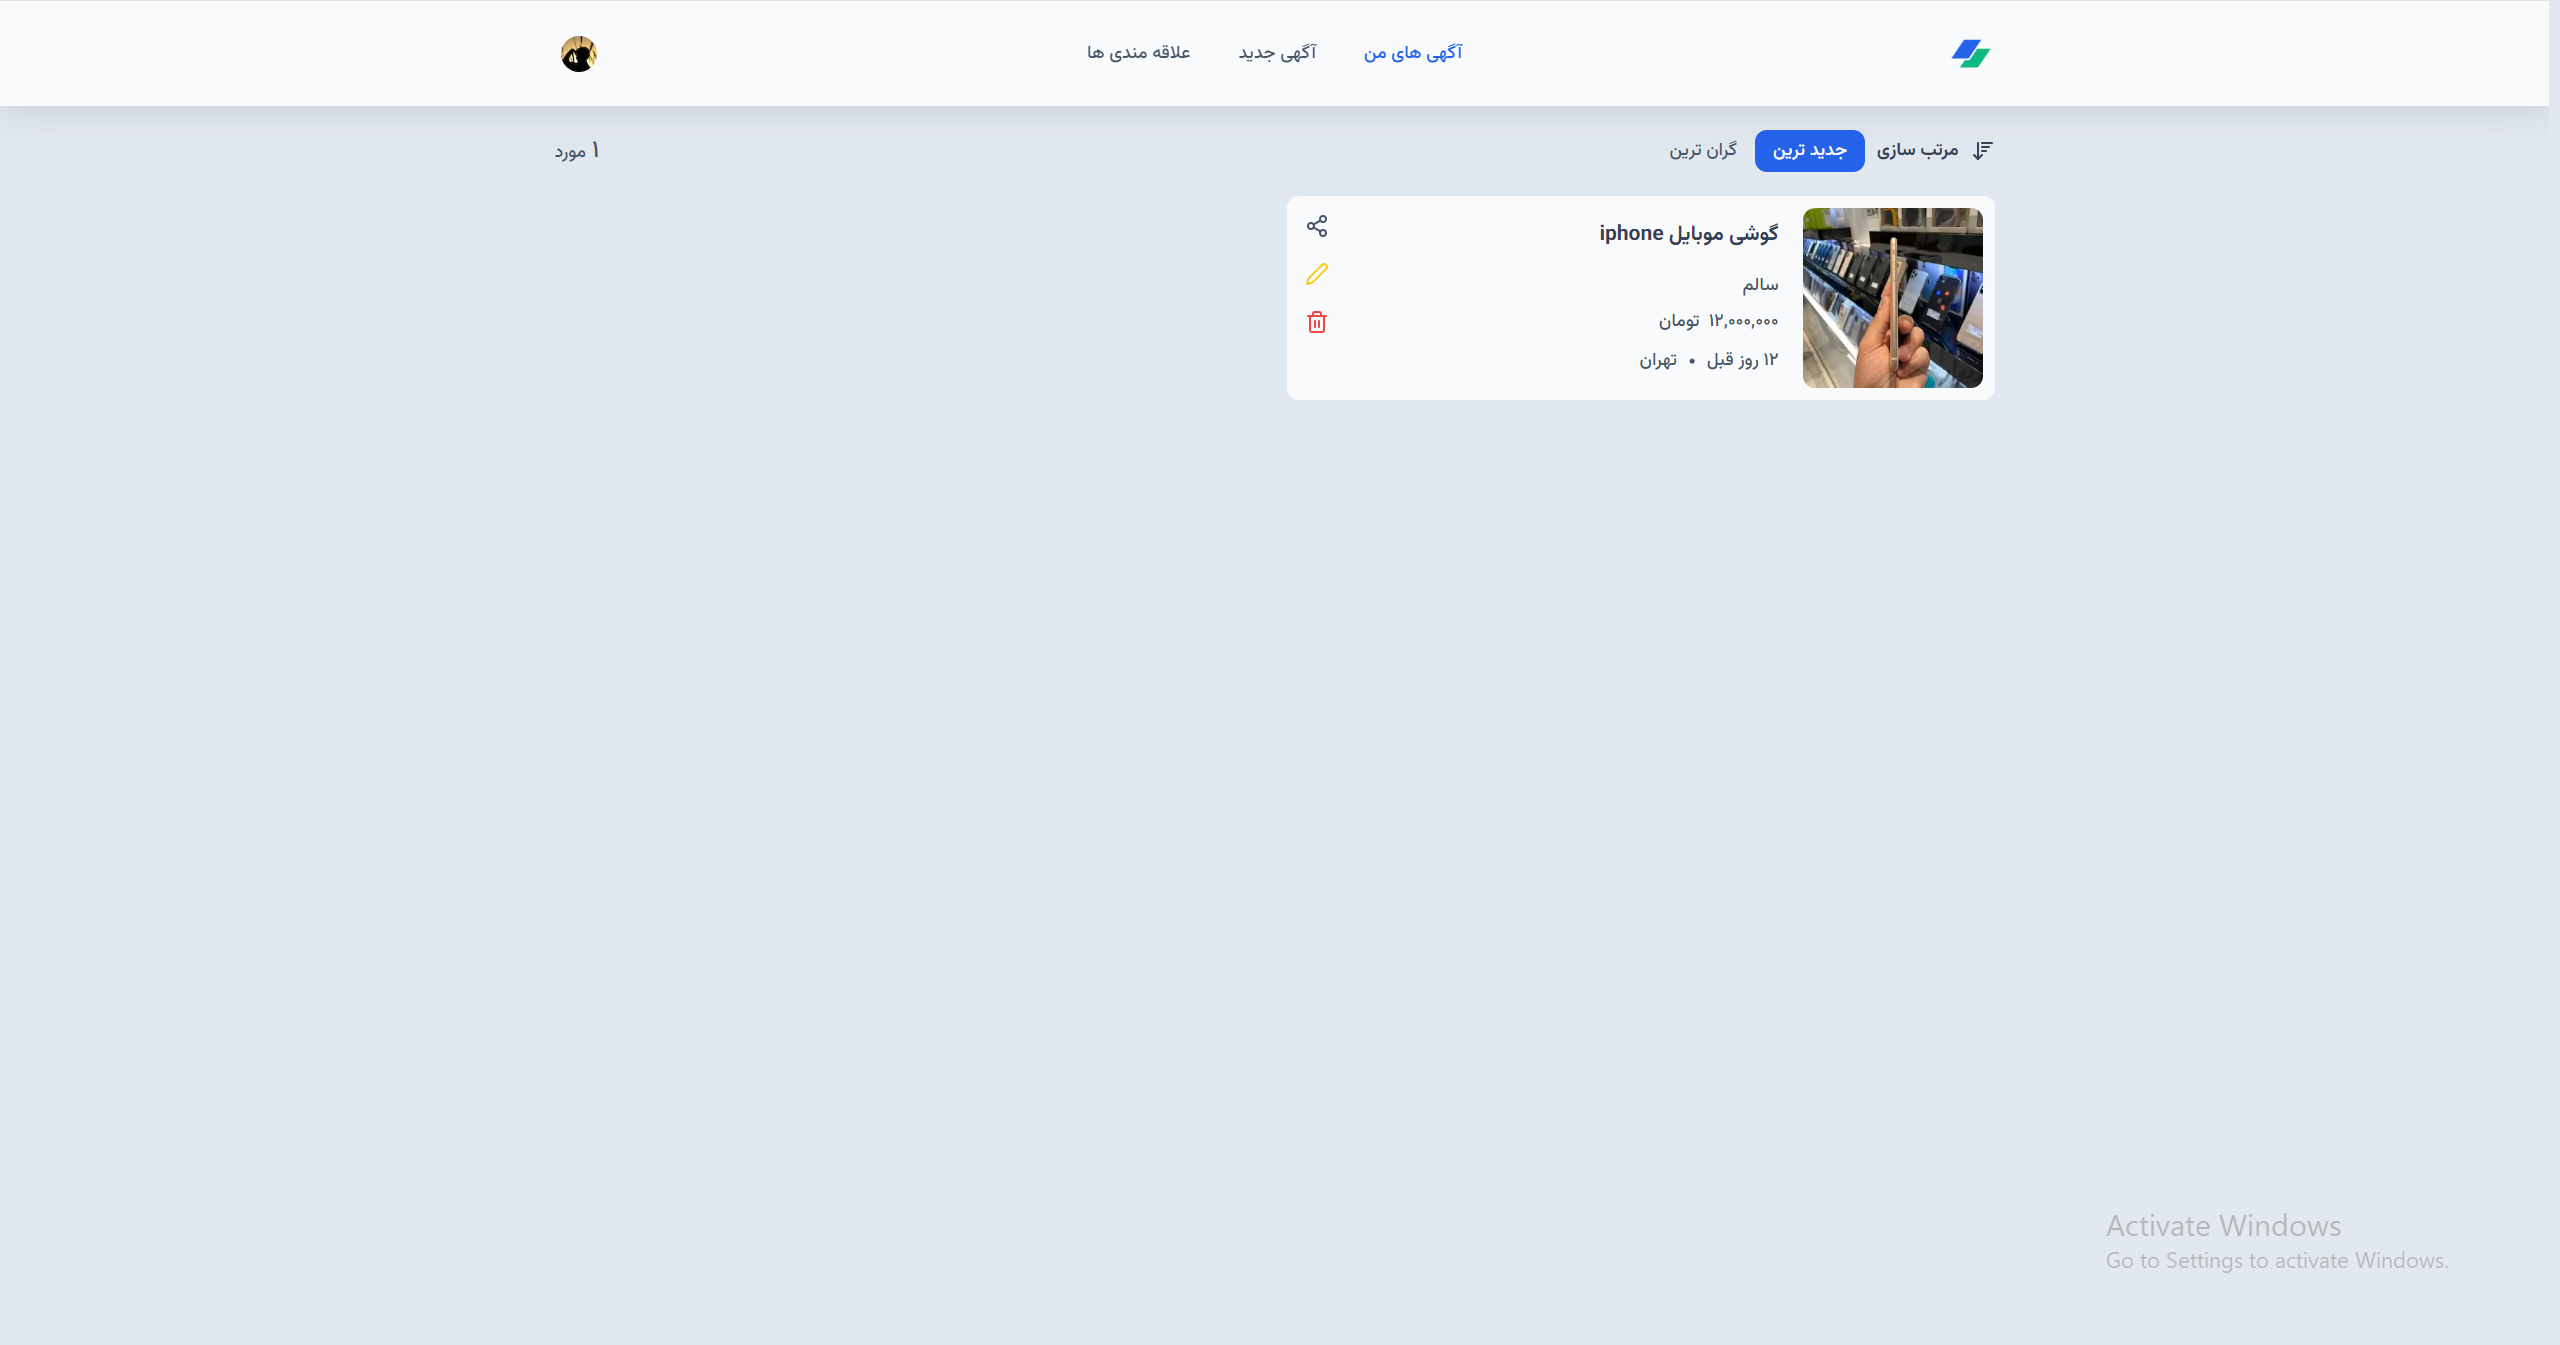 آگهی های من
آگهی جدید
علاقه مندی ها
مرتب سازی
جدید ترین
گران ترین
۱ مورد
گوشی موبایل iphone
سالم
۱۲,۰۰۰,۰۰۰ تومان
۱۲ روز قبل • تهران
Activate Windows
Go to Settings to activate Windows.